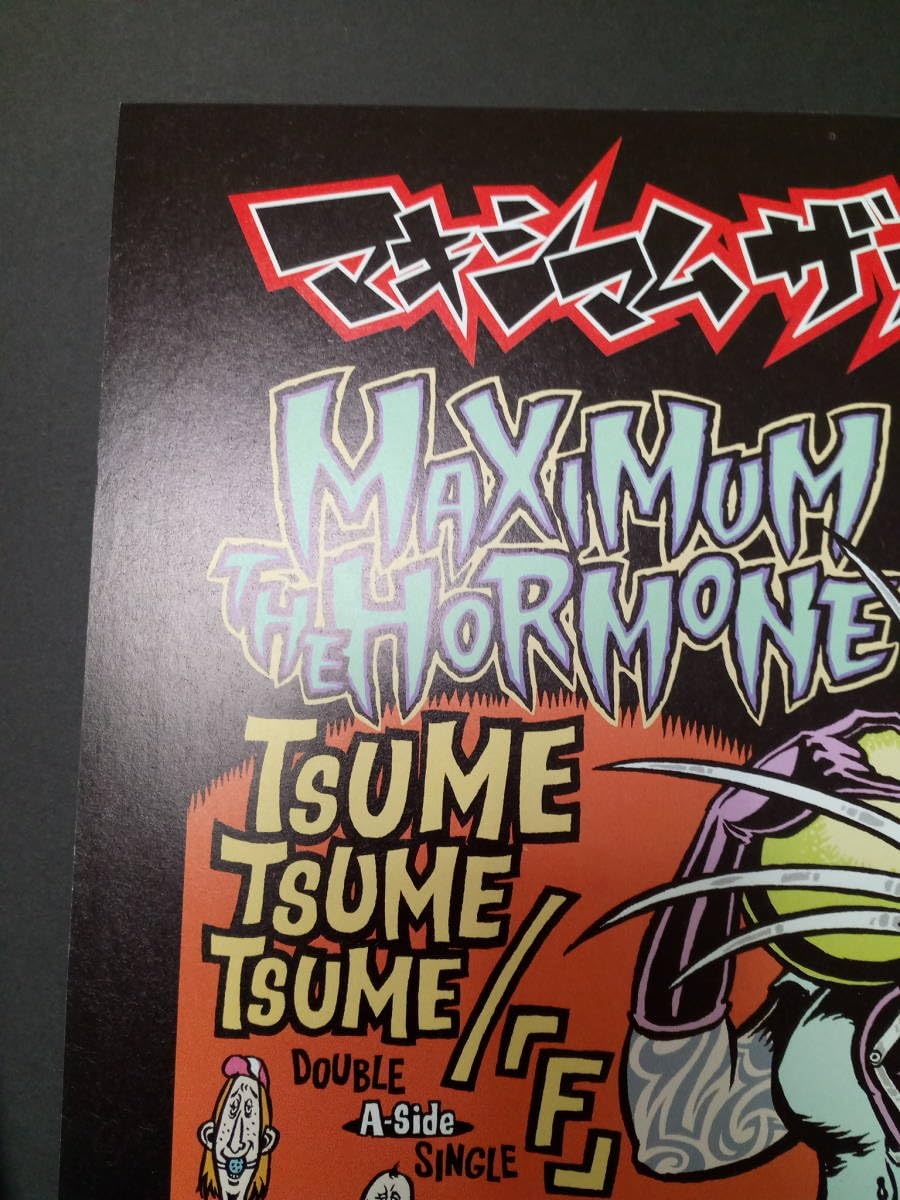 マキシマム ザ
MAXIMUM
THE HORMONE
TSUME
TSUME
TSUME/「F」
DOUBLE
A-Side
SINGLE